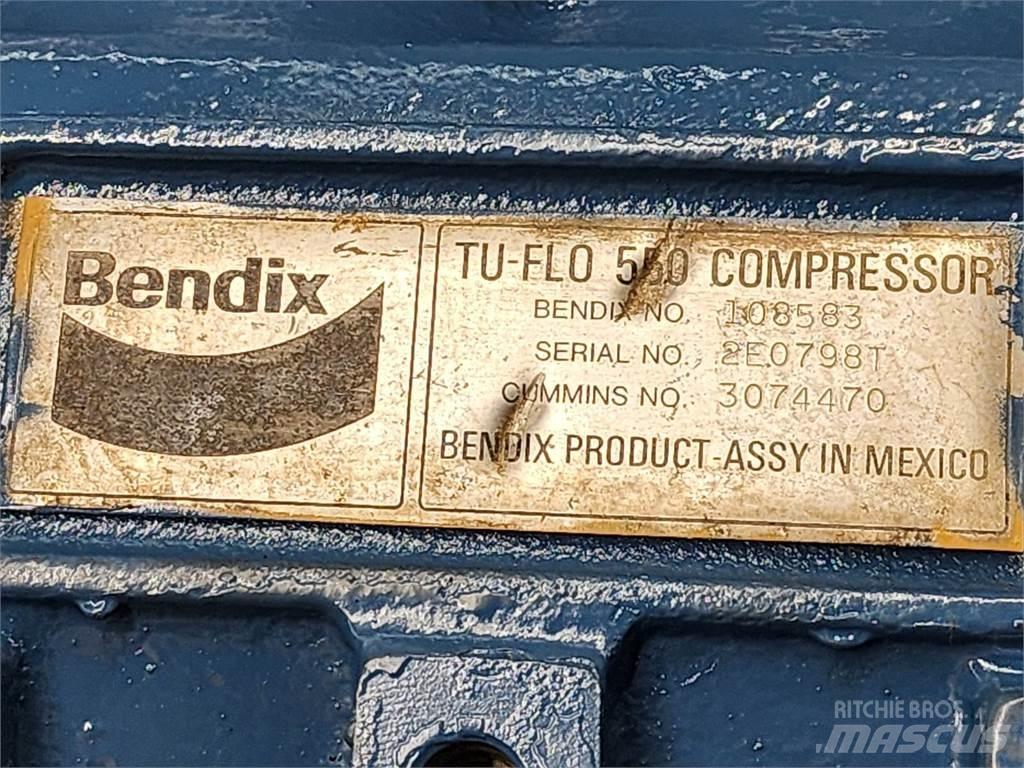 Bendix
TU-FLO 550 COMPRESSOR
BENDIX NO. 108583
SERIAL NO. 2E0798T
CUMMINS NO. 3074470
BENDIX PRODUCT-ASSY IN MEXICO
RITCHIE BROS.
MASCUS